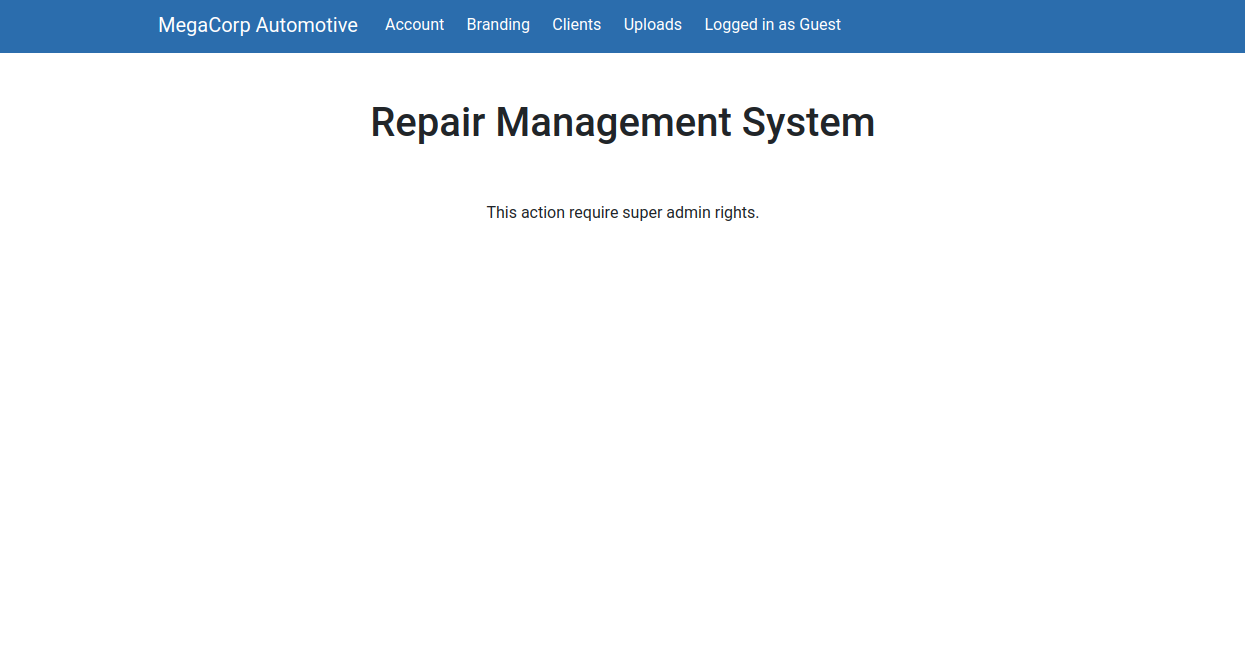 MegaCorp Automotive Account Branding Clients Uploads Logged in as Guest
Repair Management System
This action require super admin rights.